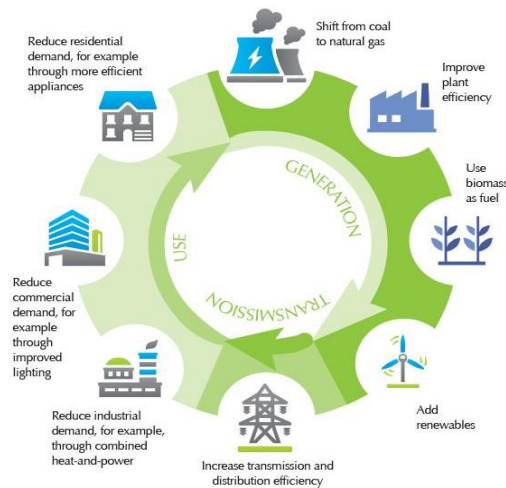 Shift from coal
to natural gas
Improve
plant
efficiency
Use
biomass
as fuel
Add
renewables
Increase transmission and
distribution efficiency
Reduce industrial
demand, for example,
through combined
heat-and-power
Reduce
commercial
demand, for
example
through
improved
lighting
Reduce residential
demand, for example
through more efficient
appliances
GENERATION
TRANSMISSION
USE